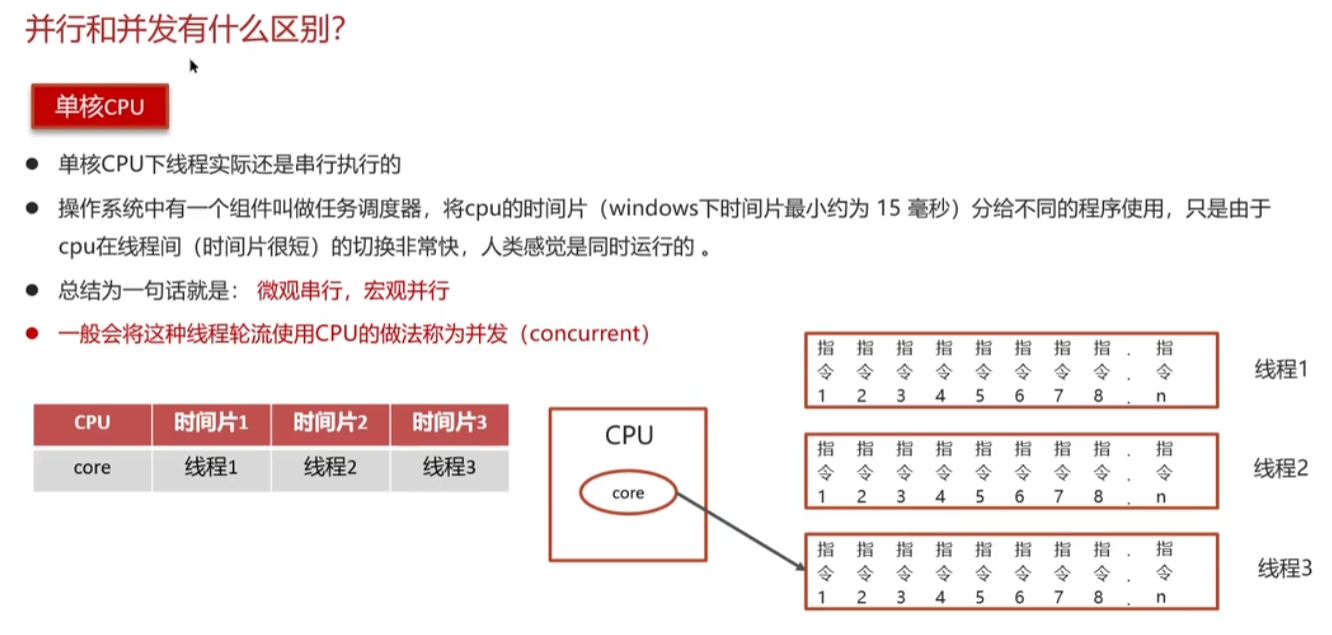 并行和并发有什么区别？
单核CPU
● 单核CPU下线程实际还是串行执行的
● 操作系统中有一个组件叫做任务调度器，将cpu的时间片（windows下时间片最小约为 15 毫秒）分给不同的程序使用，只是由于
cpu在线程间（时间片很短）的切换非常快，人类感觉是同时运行的 。
● 总结为一句话就是： 微观串行，宏观并行
● 一般会将这种线程轮流使用CPU的做法称为并发（concurrent）
CPU 时间片1 时间片2 时间片3
core 线程1 线程2 线程3
CPU
core
指 指 指 指 指 指 指 指 . 指
令 令 令 令 令 令 令 令 . 令
1 2 3 4 5 6 7 8 . n
线程1
指 指 指 指 指 指 指 指 . 指
令 令 令 令 令 令 令 令 . 令
1 2 3 4 5 6 7 8 . n
线程2
指 指 指 指 指 指 指 指 . 指
令 令 令 令 令 令 令 令 . 令
1 2 3 4 5 6 7 8 . n
线程3